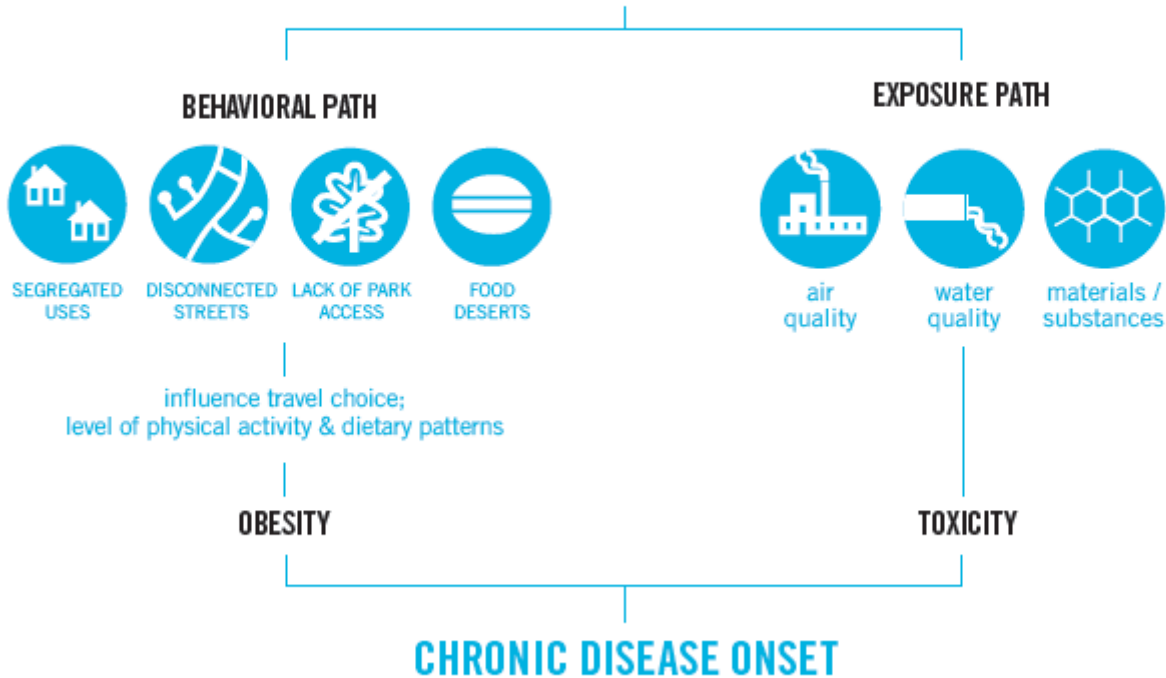 BEHAVIORAL PATH
SEGREGATED
USES
DISCONNECTED
STREETS
LACK OF PARK
ACCESS
FOOD
DESERTS
influence travel choice;
level of physical activity & dietary patterns
OBESITY
EXPOSURE PATH
air
quality
water
quality
materials /
substances
TOXICITY
CHRONIC DISEASE ONSET